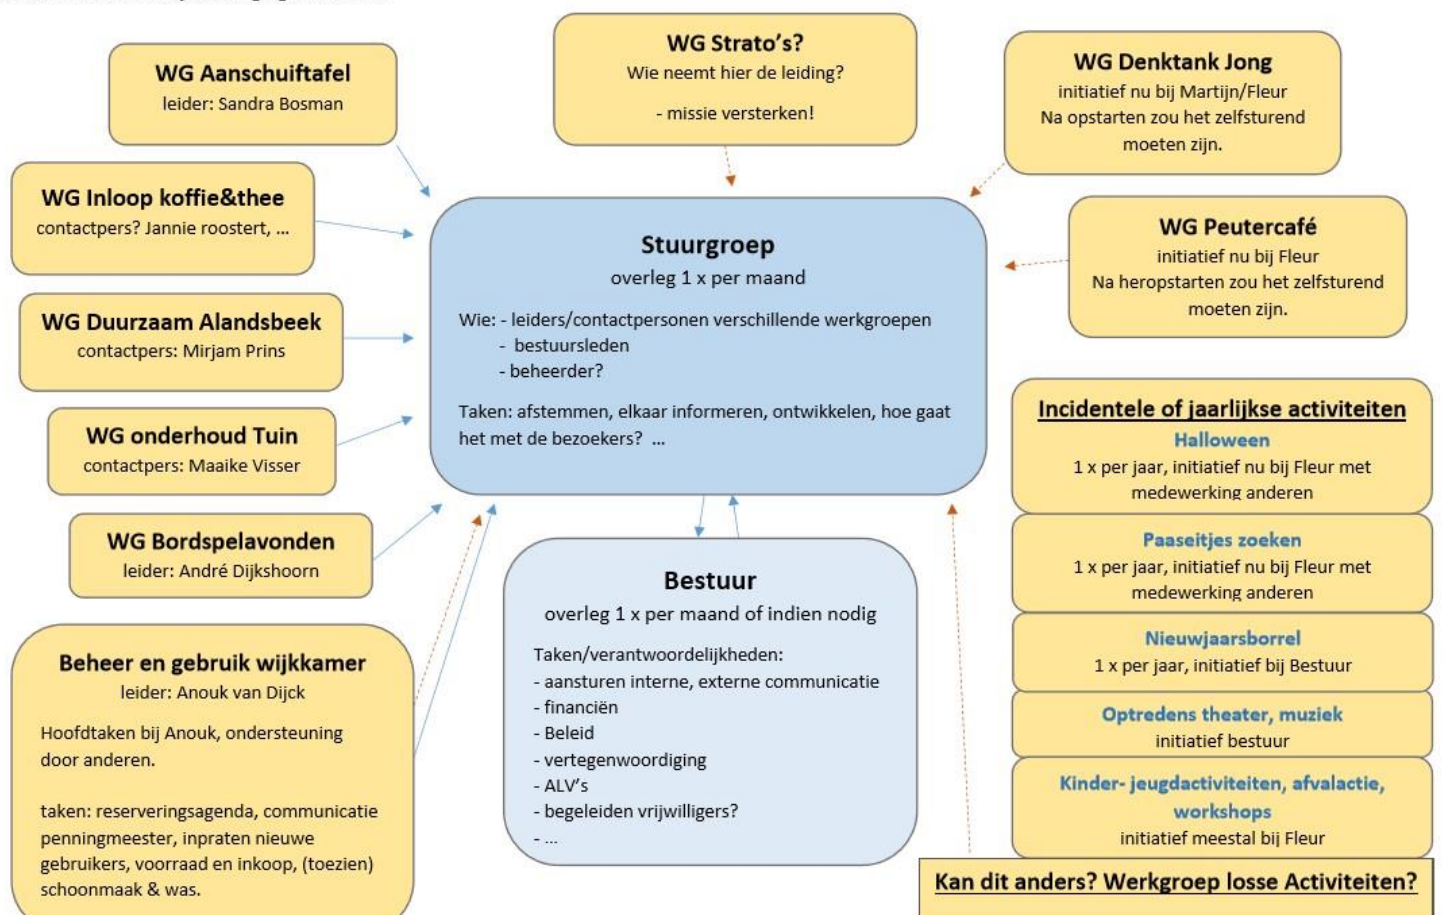 WG Aanschuiftafel
leider: Sandra Bosman
WG Strato's?
Wie neemt hier de leiding?
- missie versterken!
WG Denktank Jong
initiatief nu bij Martijn/Fleur
Na opstarten zou het zelfsturend
moeten zijn.
WG Inloop koffie&thee
contactpers? Jannie roostert, ...
WG Peutercafé
initiatief nu bij Fleur
Na heropstarten zou het zelfsturend
moeten zijn.
Stuurgroep
overleg 1 x per maand
Wie: - leiders/contactpersonen verschillende werkgroepen
- bestuursleden
- beheerder?
Taken: afstemmen, elkaar informeren, ontwikkelen, hoe gaat
het met de bezoekers? ...
WG Duurzaam Alandsbeek
contactpers: Mirjam Prins
WG onderhoud Tuin
contactpers: Maaike Visser
WG Bordspelavonden
leider: André Dijkshoorn
Beheer en gebruik wijkkamer
leider: Anouk van Dijck
Hoofdtaken bij Anouk, ondersteuning
door anderen.
taken: reserveringsagenda, communicatie
penningmeester, inpraten nieuwe
gebruikers, voorraad en inkoop, (toezien)
schoonmaak & was.
Bestuur
overleg 1 x per maand of indien nodig
Taken/verantwoordelijkheden:
- aansturen interne, externe communicatie
- financiën
- Beleid
- vertegenwoordiging
- ALV's
- begeleiden vrijwilligers?
- ...
Incidentele of jaarlijkse activiteiten
Halloween
1 x per jaar, initiatief nu bij Fleur met
medewerking anderen
Paaseitjes zoeken
1 x per jaar, initiatief nu bij Fleur met
medewerking anderen
Nieuwjaarsborrel
1 x per jaar, initiatief bij Bestuur
Optredens theater, muziek
initiatief bestuur
Kinder- jeugdactiviteiten, afvalactie,
workshops
initiatief meestal bij Fleur
Kan dit anders? Werkgroep losse Activiteiten?